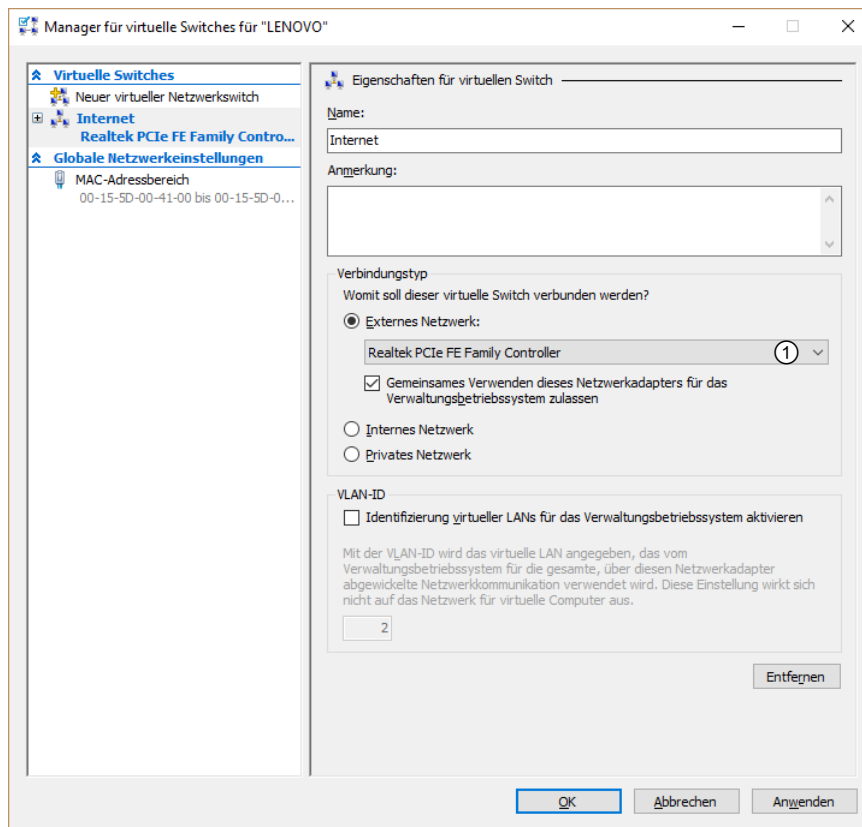 Manager für virtuelle Switches für "LENOVO"
Virtuelle Switches
Neuer virtueller Netzwerkswitch
Internet
Realtek PCIe FE Family Contro...
Globale Netzwerkeinstellungen
MAC-Adressbereich
00-15-5D-00-41-00 bis 00-15-5D-0...
Eigenschaften für virtuellen Switch
Name:
Internet
Anmerkung:
Verbindungstyp
Womit soll dieser virtuelle Switch verbunden werden?
Externes Netzwerk:
Realtek PCIe FE Family Controller
1
Gemeinsames Verwenden dieses Netzwerkadapters für das
Verwaltungsbetriebssystem zulassen
Internes Netzwerk
Privates Netzwerk
VLAN-ID
Identifizierung virtueller LANs für das Verwaltungsbetriebssystem aktivieren
Mit der VLAN-ID wird das virtuelle LAN angegeben, das vom
Verwaltungsbetriebssystem für die gesamte, über diesen Netzwerkadapter
abgewickelte Netzwerkkommunikation verwendet wird. Diese Einstellung wirkt sich
nicht auf das Netzwerk für virtuelle Computer aus.
2
Entfernen
OK
Abbrechen
Anwenden